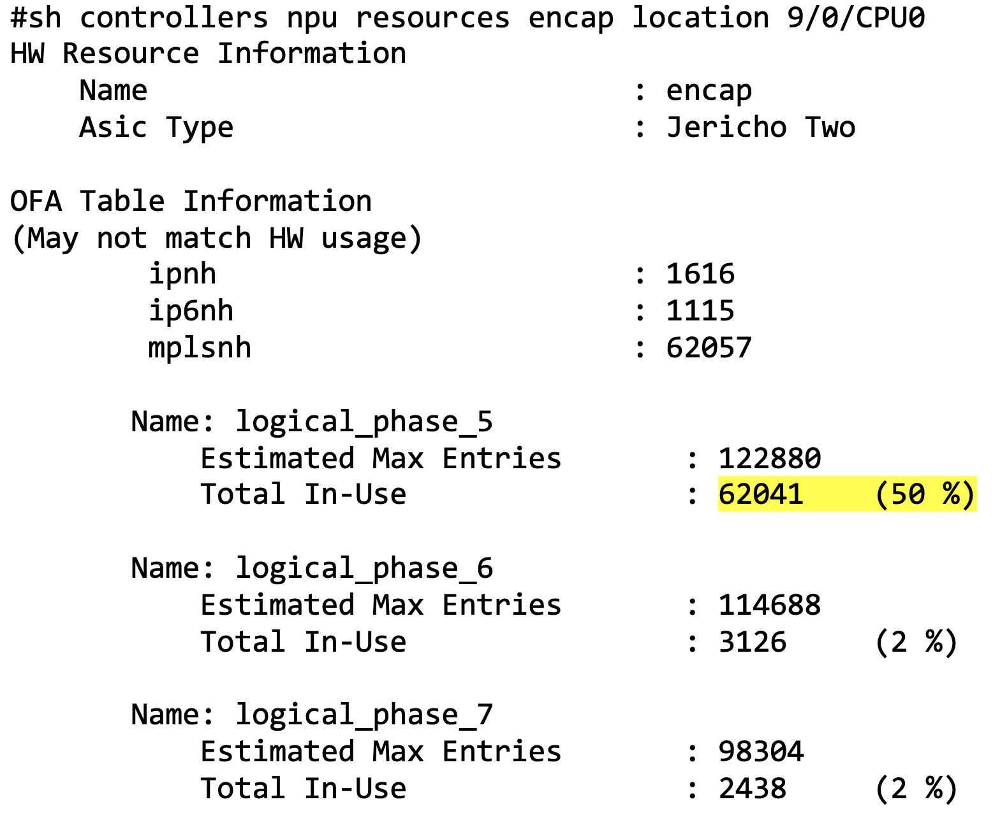 #sh controllers npu resources encap location 9/0/CPU0
HW Resource Information
Name : encap
Asic Type : Jericho Two
OFA Table Information
(May not match HW usage)
ipnh : 1616
ip6nh : 1115
mplsnh : 62057
Name: logical_phase_5
Estimated Max Entries : 122880
Total In-Use : 62041 (50 %)
Name: logical_phase_6
Estimated Max Entries : 114688
Total In-Use : 3126 (2 %)
Name: logical_phase_7
Estimated Max Entries : 98304
Total In-Use : 2438 (2 %)